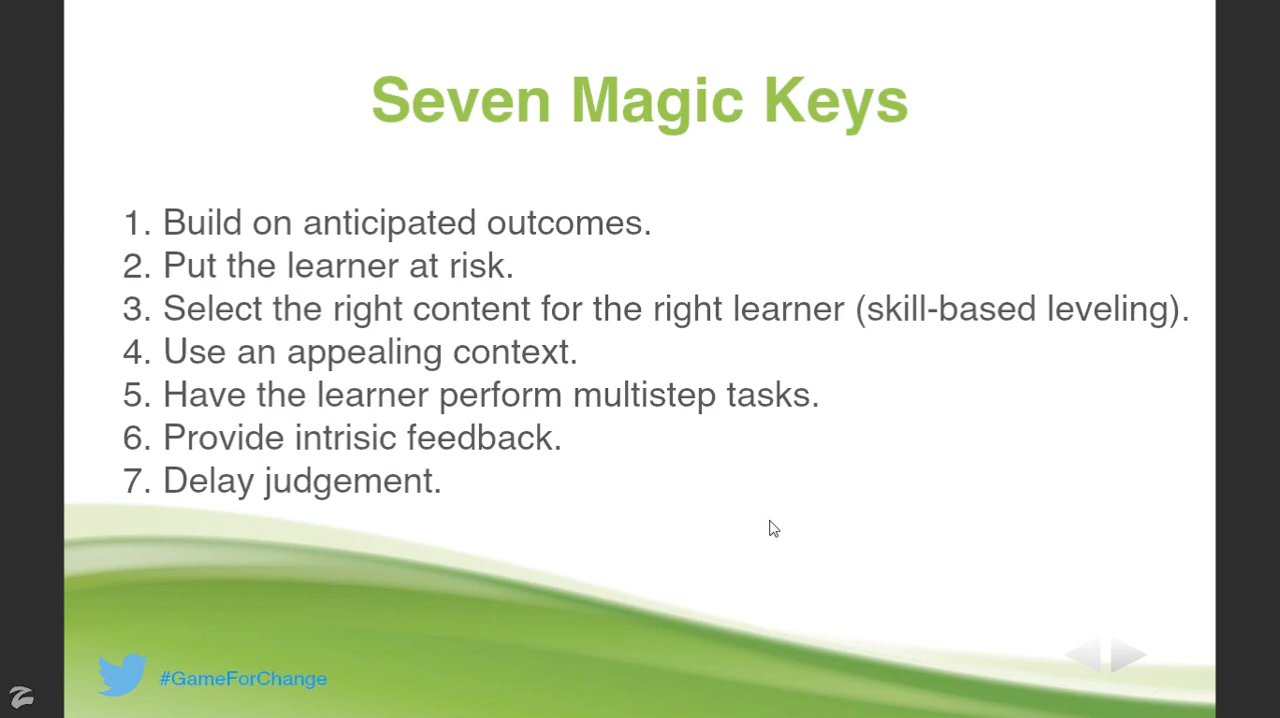 Seven Magic Keys
1. Build on anticipated outcomes.
2. Put the learner at risk.
3. Select the right content for the right learner (skill-based leveling).
4. Use an appealing context.
5. Have the learner perform multistep tasks.
6. Provide intrisic feedback.
7. Delay judgement.
#GameForChange